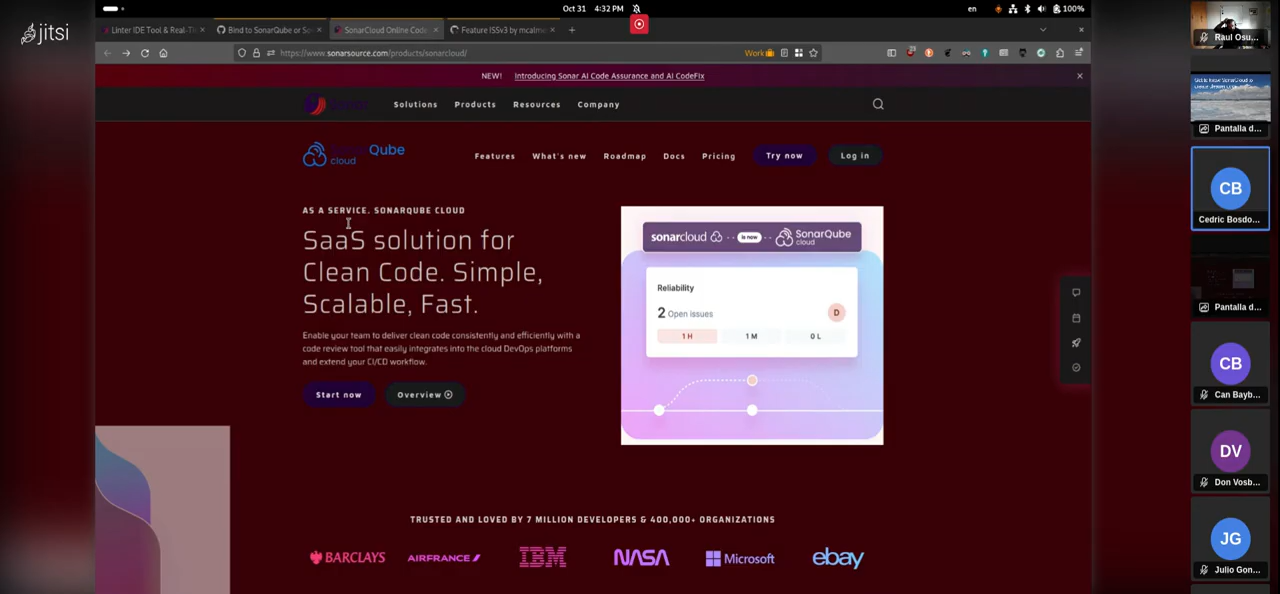 jitsi
Oct 31 4:32 PM
en
100%
Linter IDE Tool & Real-Ti
Bind to SonarQube or So
SonarCloud Online Code
Feature ISSv3 by mcalm
https://www.sonarsource.com/products/sonarcloud/
Work
NEW! Introducing Sonar AI Code Assurance and AI CodeFix
Solutions Products Resources Company
Qube
cloud
Features What's new Roadmap Docs Pricing Try now Log in
AS A SERVICE. SONARQUBE CLOUD
SaaS solution for
Clean Code. Simple,
Scalable, Fast.
Enable your team to deliver clean code consistently and efficiently with a
code review tool that easily integrates into the cloud DevOps platforms
and extend your CI/CD workflow.
Start now Overview
sonarcloud is now SonarQube
cloud
Reliability
2 Open issues D
1 H 1 M 0 L
TRUSTED AND LOVED BY 7 MILLION DEVELOPERS & 400,000+ ORGANIZATIONS
BARCLAYS AIRFRANCE IBM NASA Microsoft ebay
Raul Osu...
Pantalla d...
CB
Cedric Bosdo...
Pantalla d...
CB
Can Bayb...
DV
Don Vosb...
JG
Julio Gon...